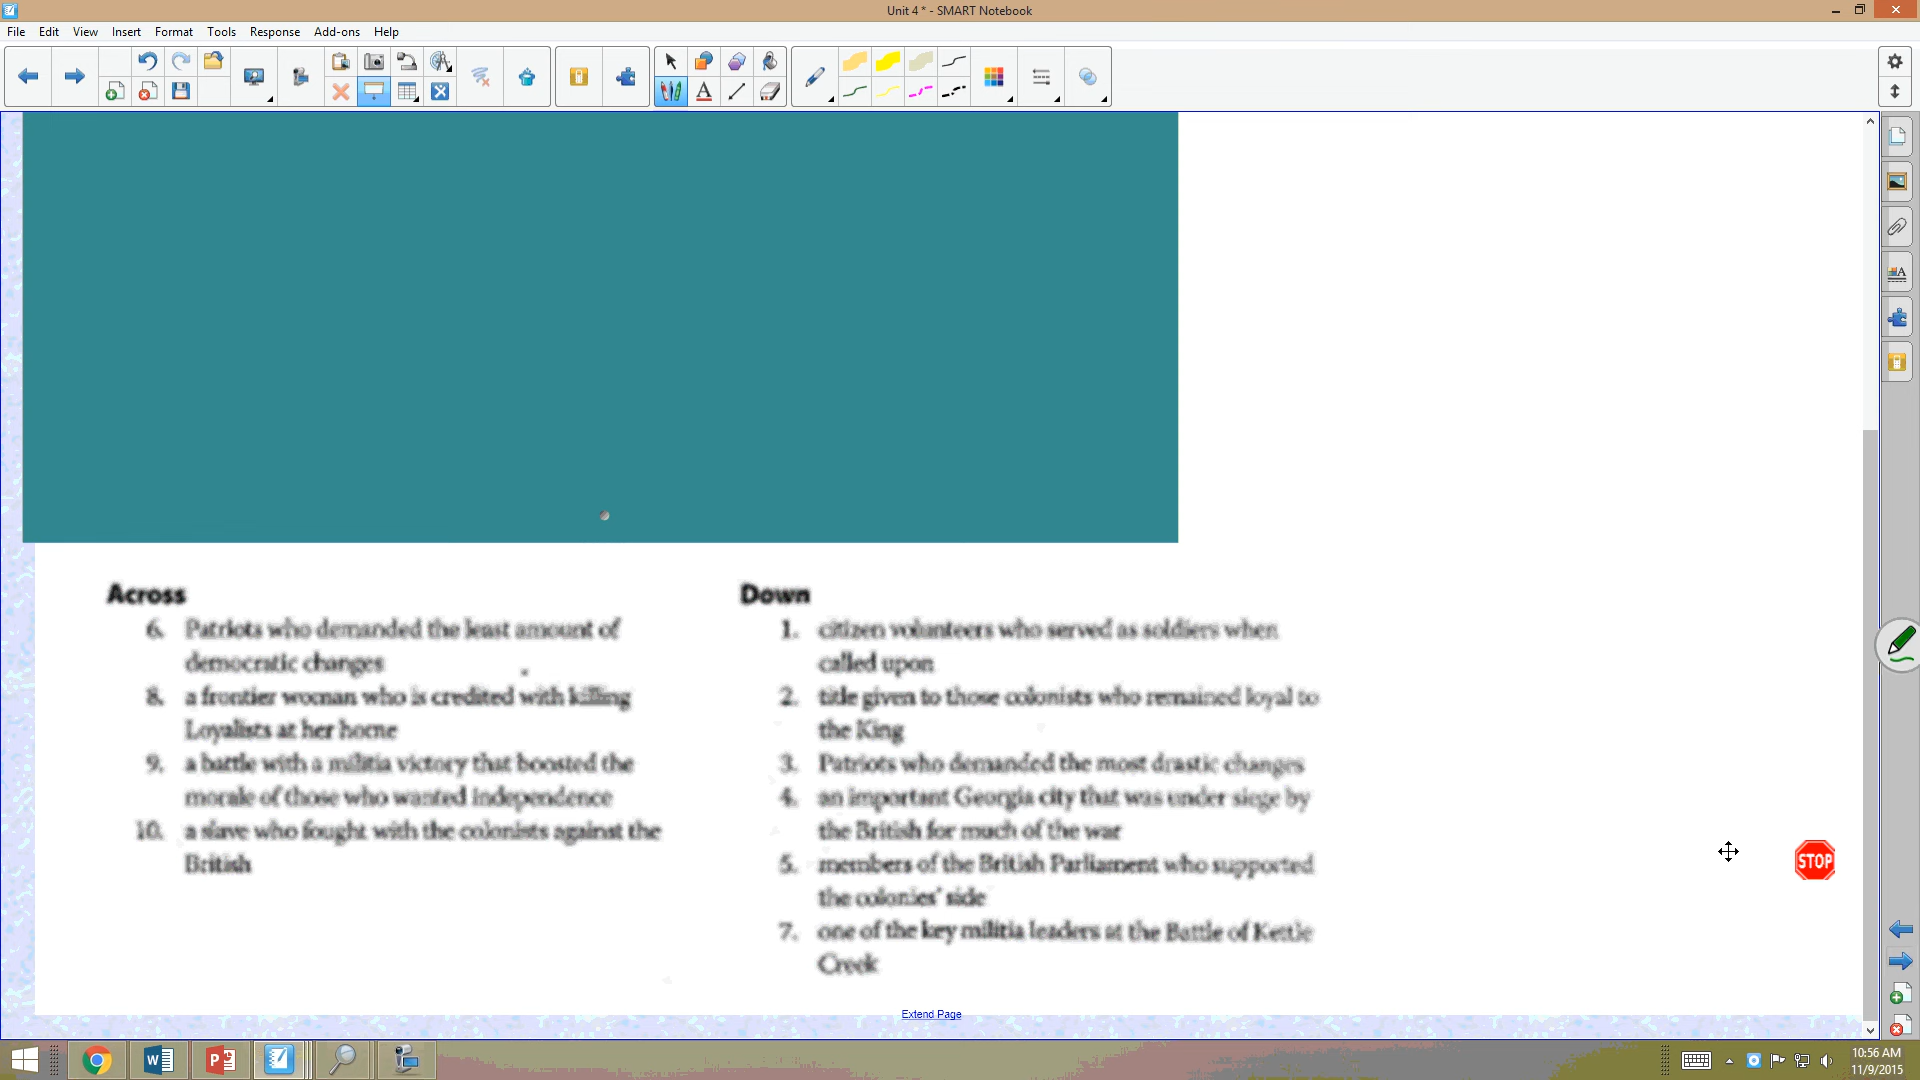 Unit 4 * - SMART Notebook
File Edit View Insert Format Tools Response Add-ons Help
Across
6. Patriots who demanded the least amount of
democratic changes
8. a frontier woman who is credited with killing
Loyalists at her home
9. a battle with a militia victory that boosted the
morale of those who wanted independence
10. a slave who fought with the colonists against the
British
Down
1. citizen volunteers who served as soldiers when
called upon
2. title given to those colonists who remained loyal to
the King
3. Patriots who demanded the most drastic changes
4. an important Georgia city that was under siege by
the British for much of the war
5. members of the British Parliament who supported
the colonies' side
7. one of the key militia leaders at the Battle of Kettle
Creek
STOP
Extend Page
10:56 AM
11/9/2015